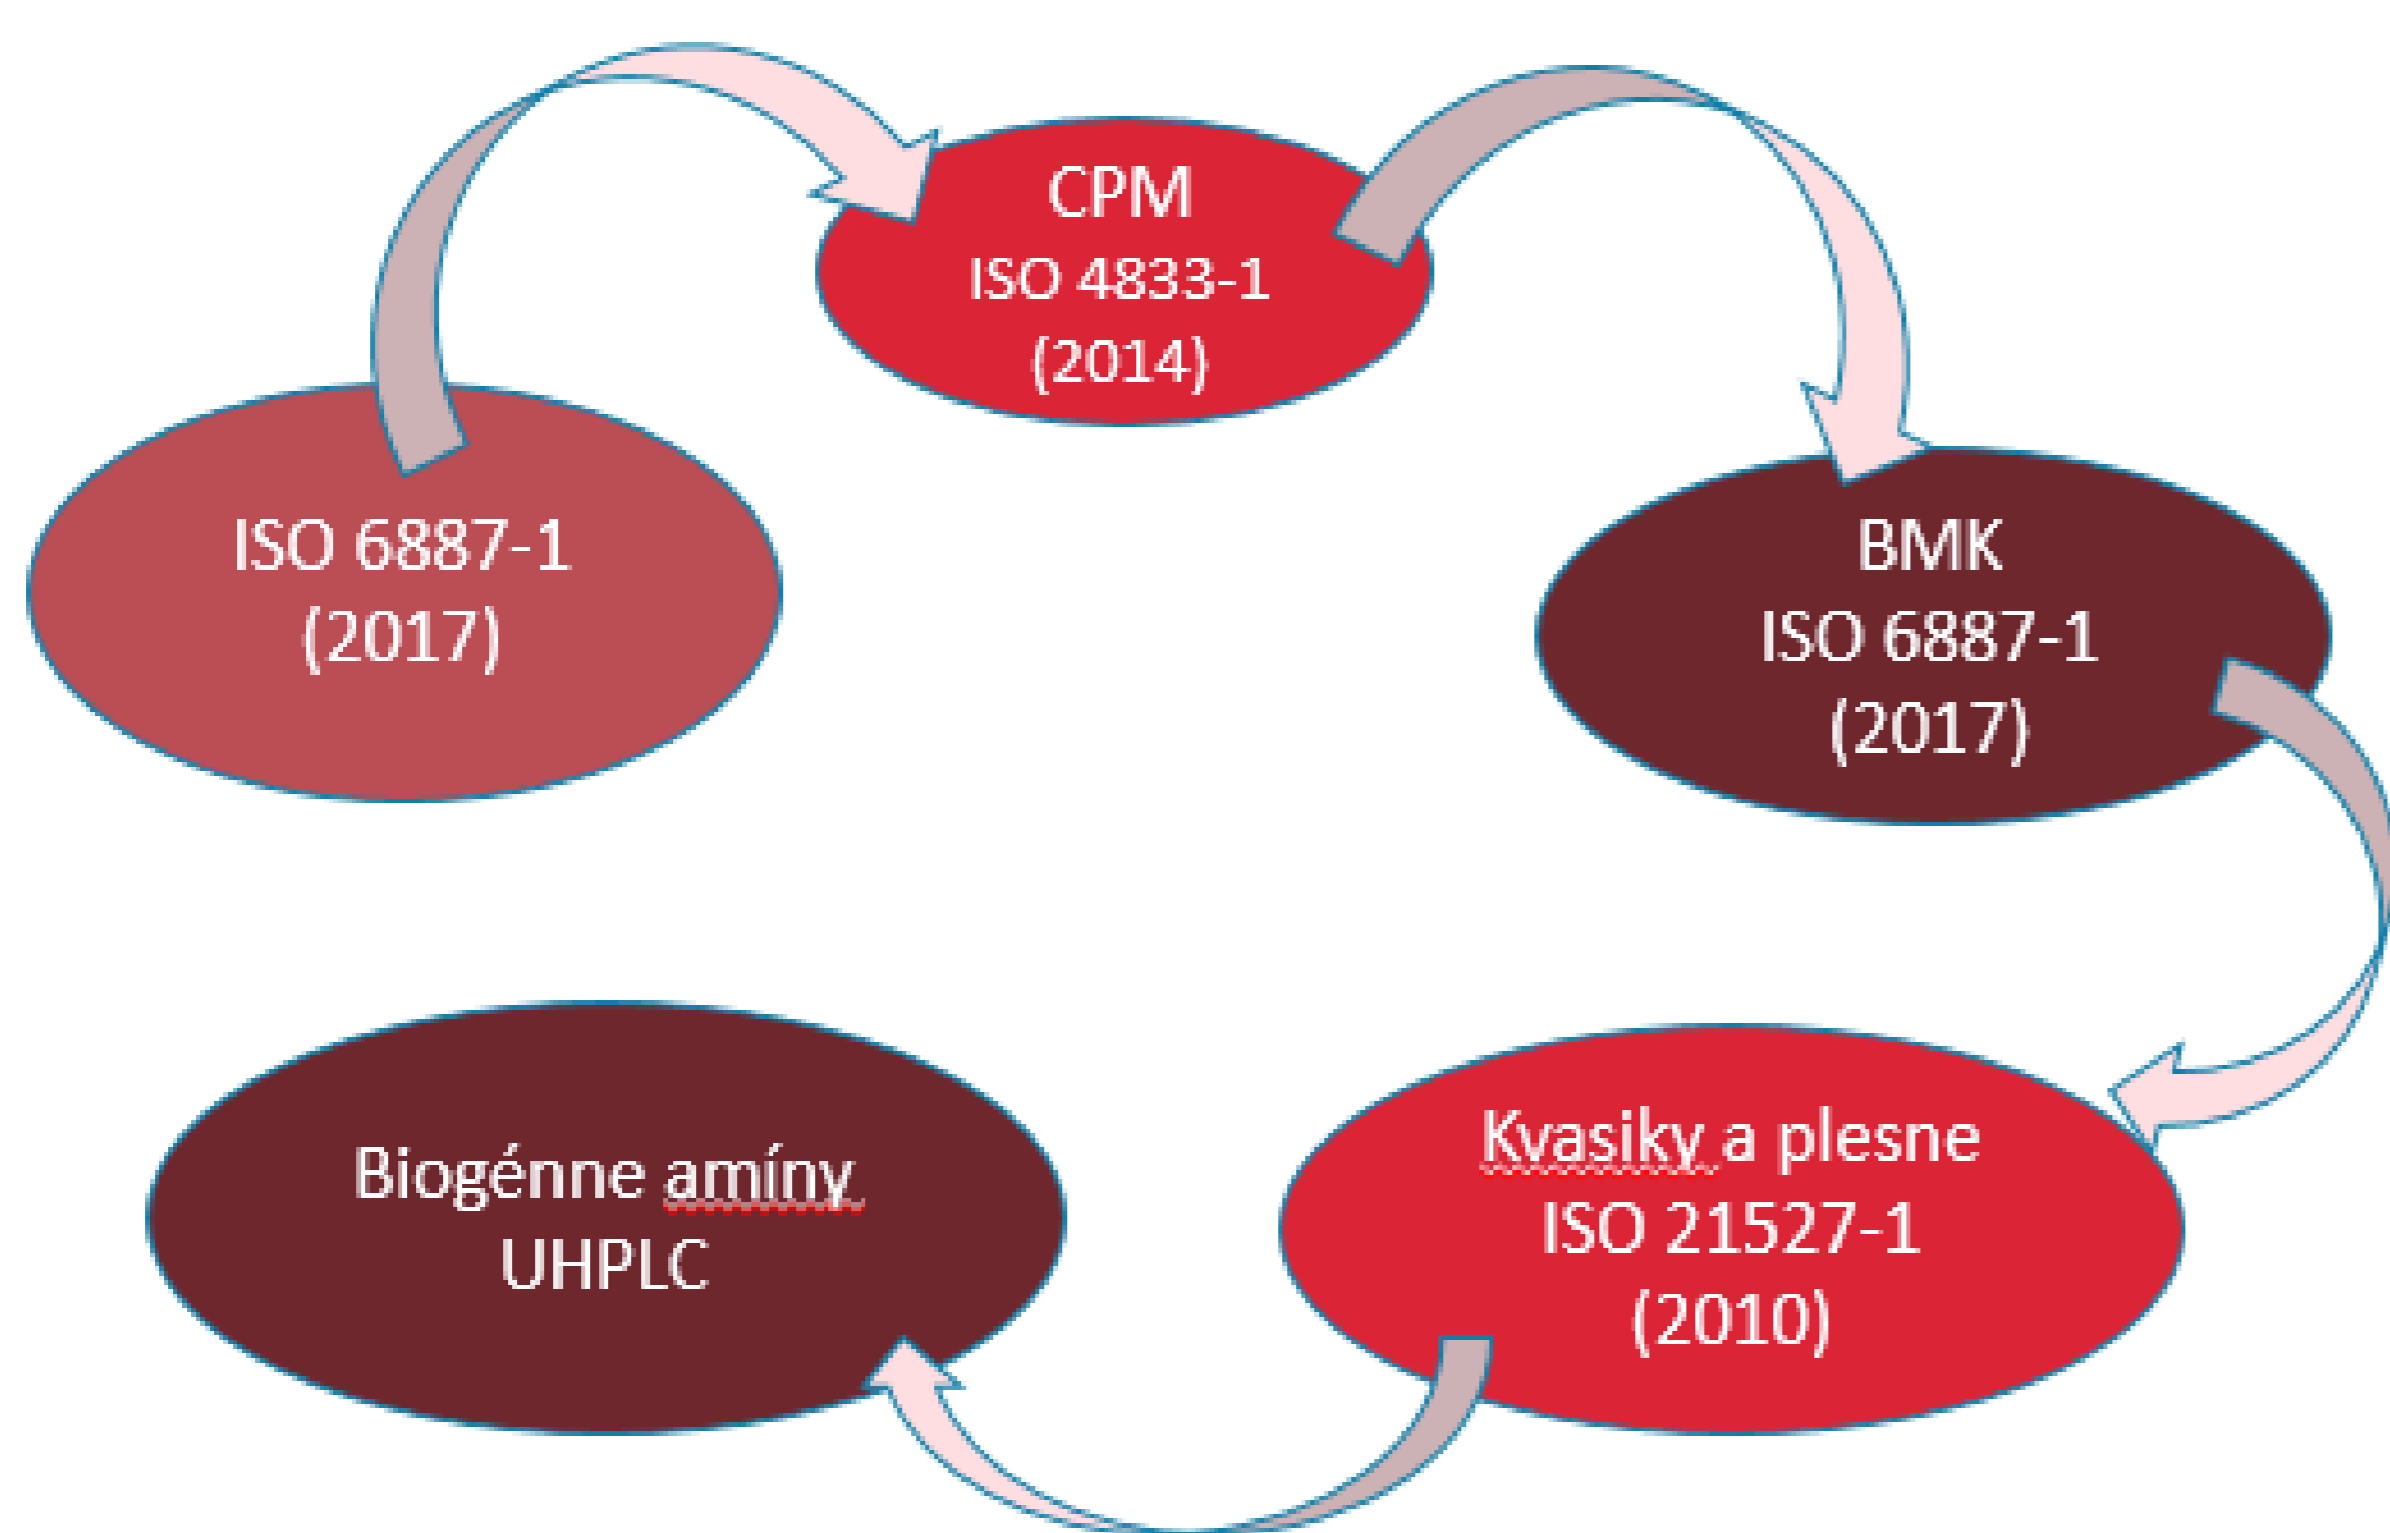 ISO 6887-1
(2017)
CPM
ISO 4833-1
(2014)
BMK
ISO 6887-1
(2017)
Kvasiky a plesne
ISO 21527-1
(2010)
Biogénne amíny
UHPLC